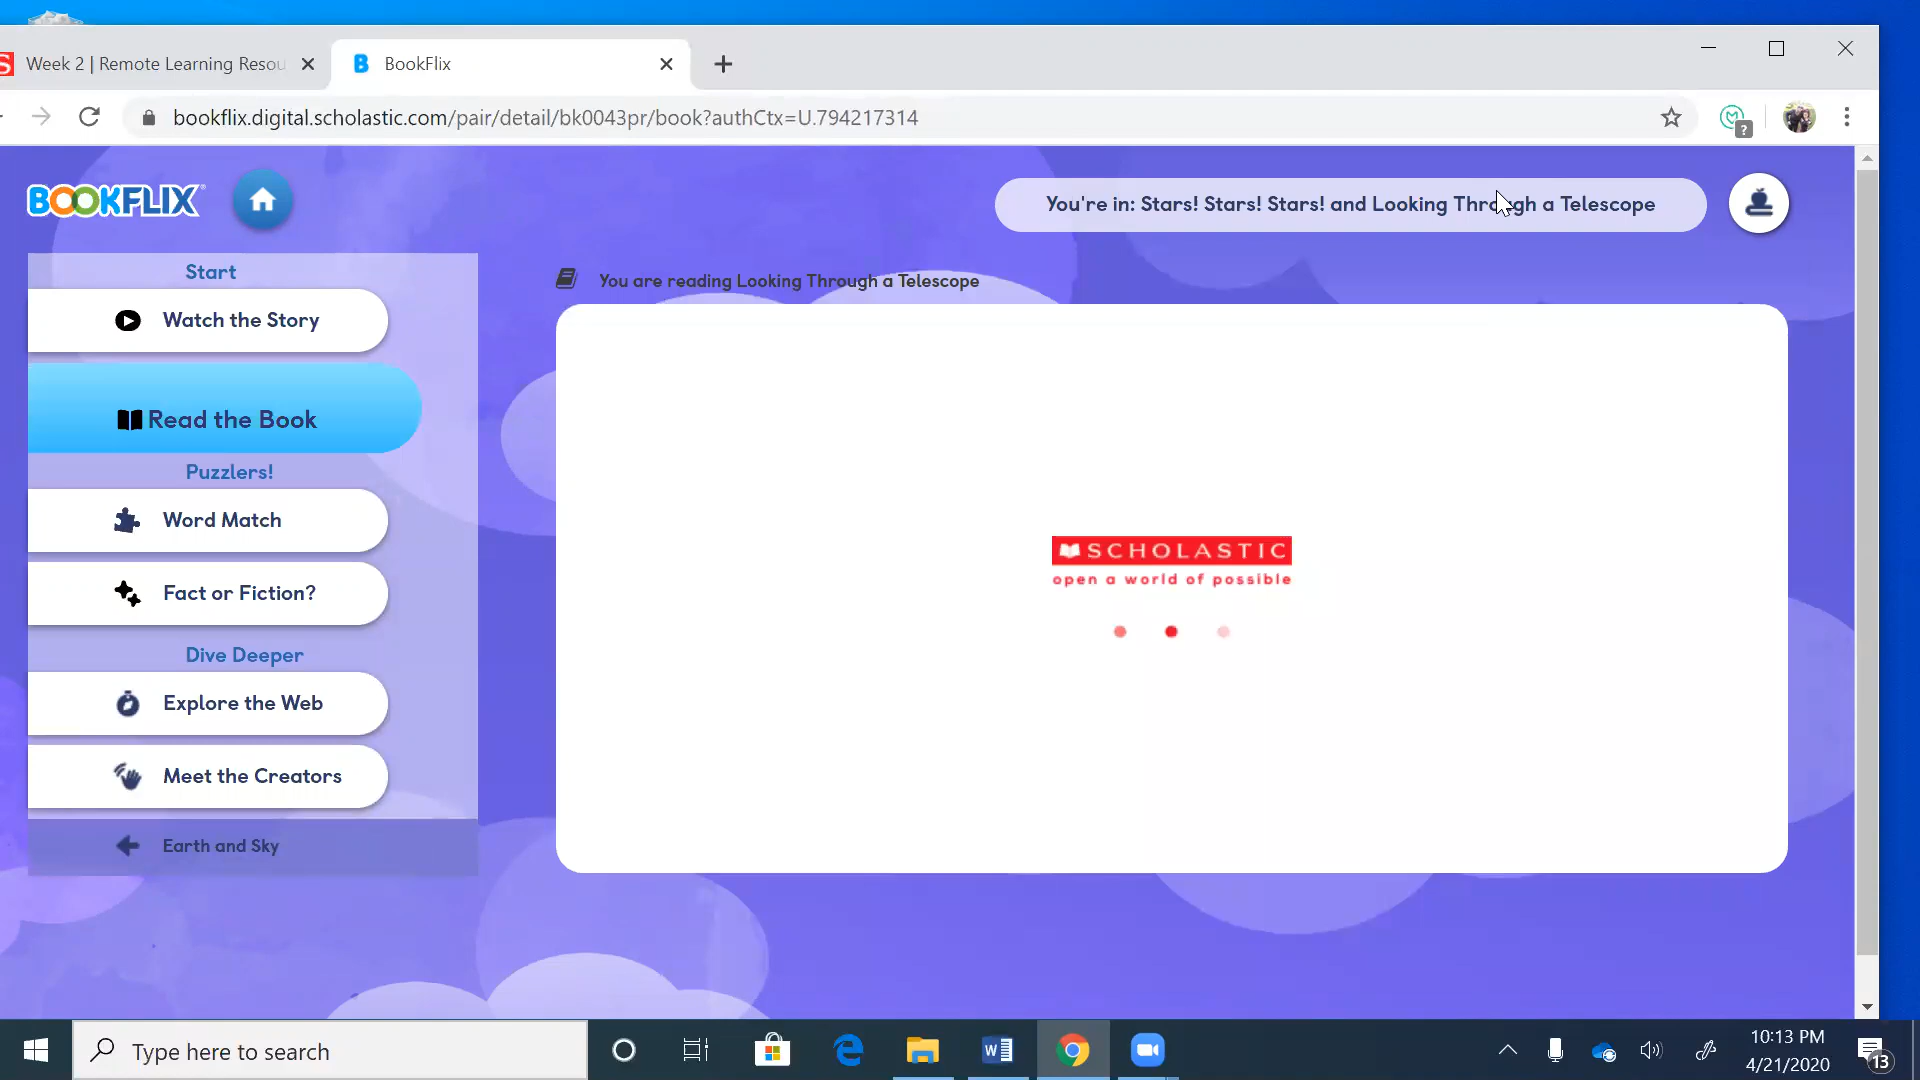 Week 2 | Remote Learning Resou
BookFlix
bookflix.digital.scholastic.com/pair/detail/bk0043pr/book?authCtx=U.794217314
BOOKFLIX
You're in: Stars! Stars! Stars! and Looking Through a Telescope
Start
You are reading Looking Through a Telescope
Watch the Story
Read the Book
Puzzlers!
Word Match
Fact or Fiction?
SCHOLASTIC
open a world of possible
Dive Deeper
Explore the Web
Meet the Creators
Earth and Sky
Type here to search
10:13 PM
4/21/2020
13